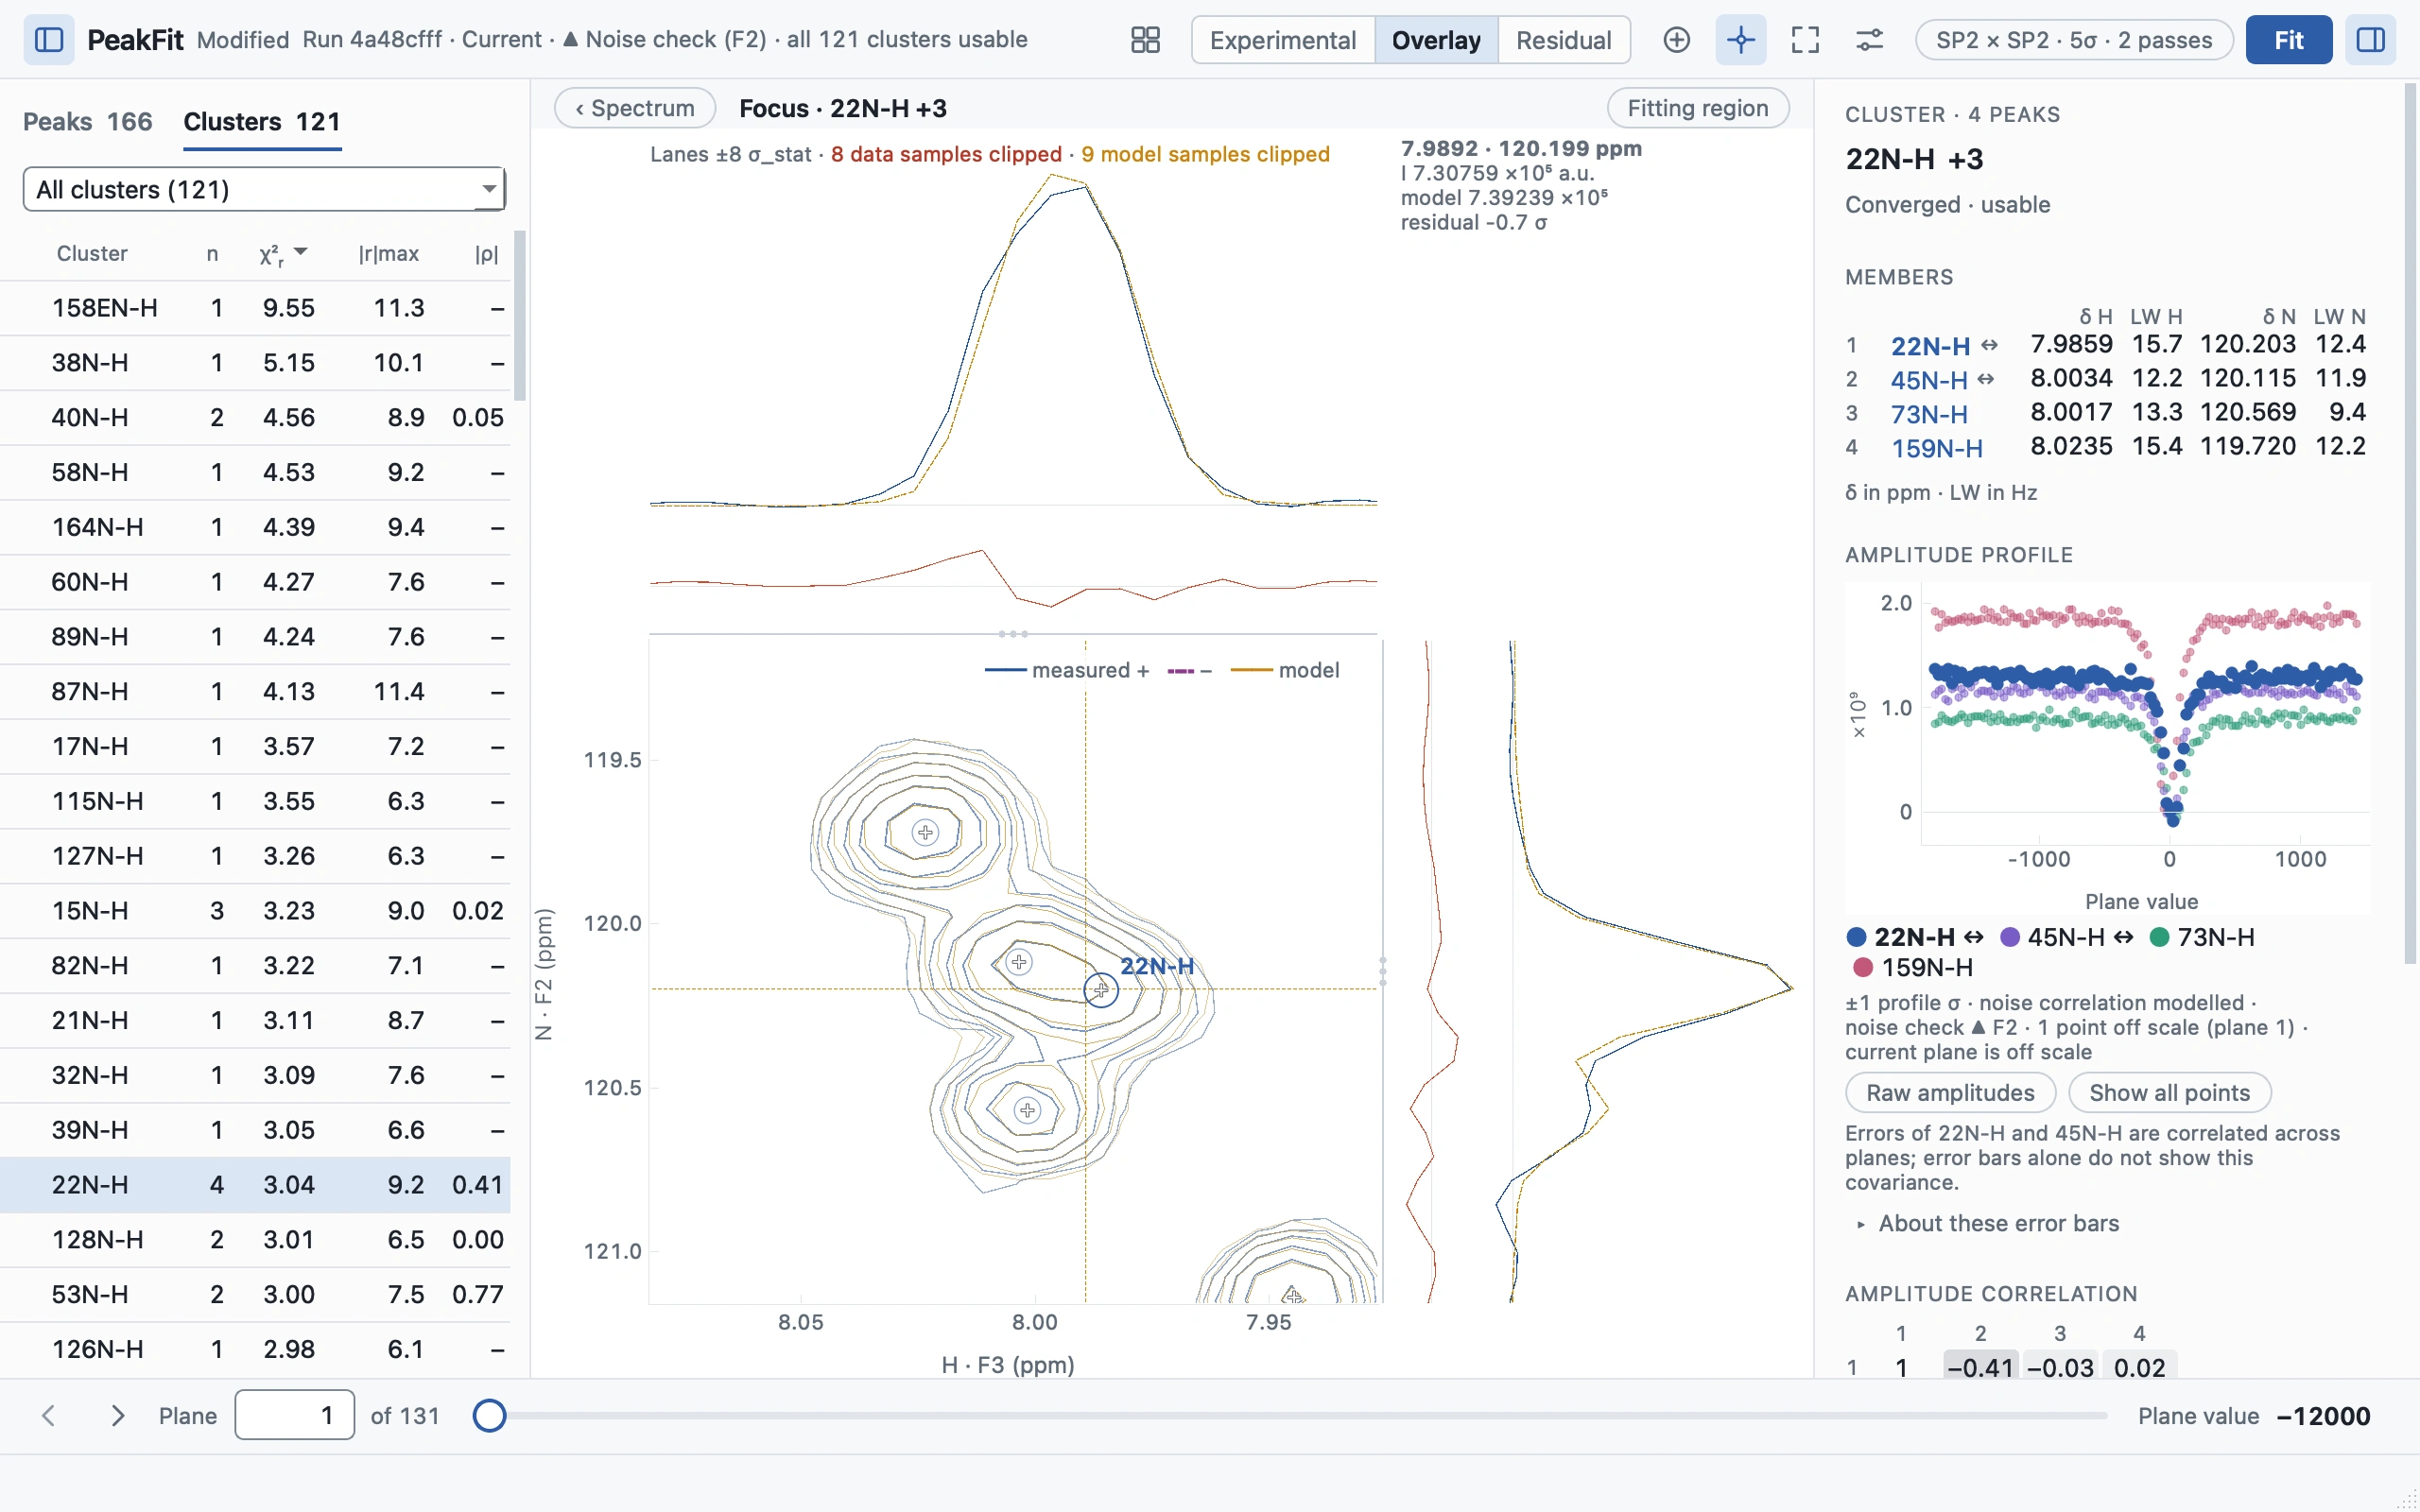 PeakFit Modified Run 4a48cfff · Current · ▲ Noise check (F2) · all 121 clusters usable
Experimental Overlay Residual
SP2 × SP2 · 5σ · 2 passes
Fit
Peaks 166 Clusters 121
All clusters (121)
Cluster n χ²r |r|max |ρ|
158EN-H 1 9.55 11.3 –
38N-H 1 5.15 10.1 –
40N-H 2 4.56 8.9 0.05
58N-H 1 4.53 9.2 –
164N-H 1 4.39 9.4 –
60N-H 1 4.27 7.6 –
89N-H 1 4.24 7.6 –
87N-H 1 4.13 11.4 –
17N-H 1 3.57 7.2 –
115N-H 1 3.55 6.3 –
127N-H 1 3.26 6.3 –
15N-H 3 3.23 9.0 0.02
82N-H 1 3.22 7.1 –
21N-H 1 3.11 8.7 –
32N-H 1 3.09 7.6 –
39N-H 1 3.05 6.6 –
22N-H 4 3.04 9.2 0.41
128N-H 2 3.01 6.5 0.00
53N-H 2 3.00 7.5 0.77
126N-H 1 2.98 6.1 –
‹ Spectrum
Focus · 22N-H +3
Fitting region
Lanes ±8 σ_stat · 8 data samples clipped · 9 model samples clipped
7.9892 · 120.199 ppm
I 7.30759 ×10⁵ a.u.
model 7.39239 ×10⁵
residual -0.7 σ
measured + – model
119.5
120.0
120.5
121.0
N · F2 (ppm)
22N-H
8.05 8.00 7.95
H · F3 (ppm)
CLUSTER · 4 PEAKS
22N-H +3
Converged · usable
MEMBERS
δ H LW H δ N LW N
1 22N-H ↔ 7.9859 15.7 120.203 12.4
2 45N-H ↔ 8.0034 12.2 120.115 11.9
3 73N-H 8.0017 13.3 120.569 9.4
4 159N-H 8.0235 15.4 119.720 12.2
δ in ppm · LW in Hz
AMPLITUDE PROFILE
2.0
1.0
0
×10⁹
-1000 0 1000
Plane value
22N-H ↔ 45N-H ↔ 73N-H
159N-H
±1 profile σ · noise correlation modelled ·
noise check ▲ F2 · 1 point off scale (plane 1) ·
current plane is off scale
Raw amplitudes Show all points
Errors of 22N-H and 45N-H are correlated across
planes; error bars alone do not show this
covariance.
▸ About these error bars
AMPLITUDE CORRELATION
1 2 3 4
1 1 −0.41 −0.03 0.02
Plane 1 of 131
Plane value −12000